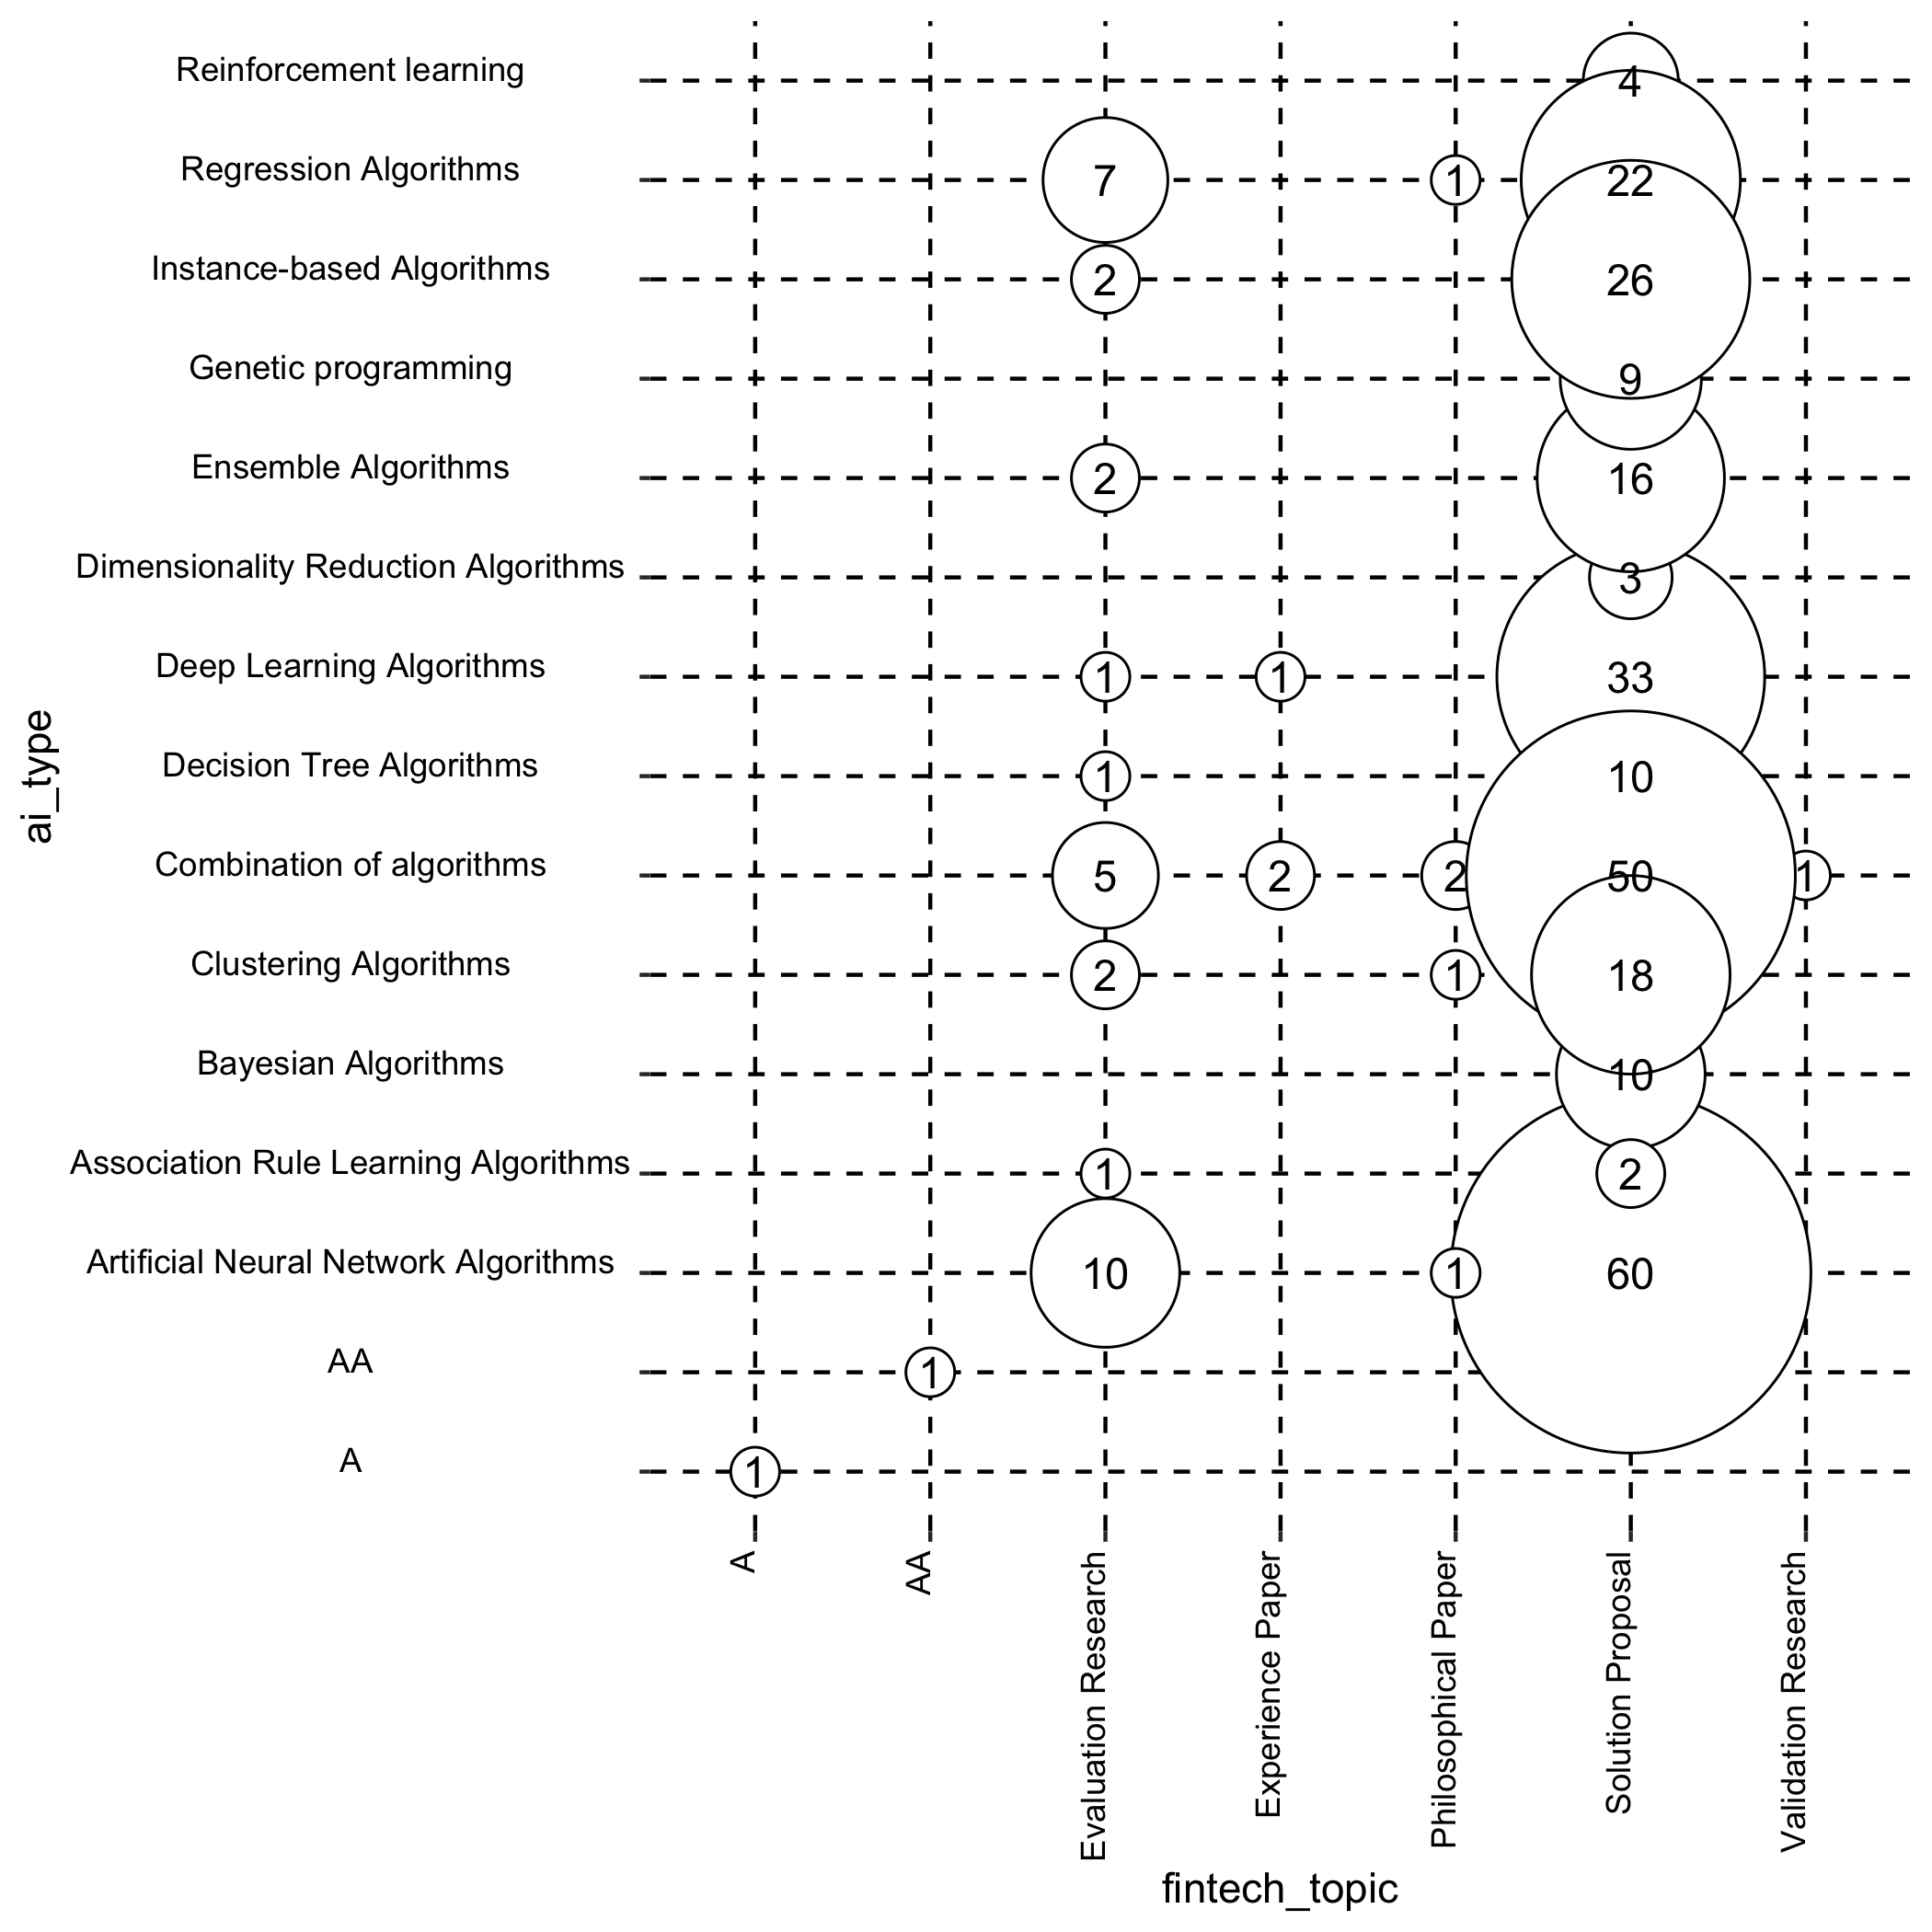 Reinforcement learning
4
Regression Algorithms
7
1
22
Instance-based Algorithms
2
26
Genetic programming
9
Ensemble Algorithms
2
16
Dimensionality Reduction Algorithms
3
Deep Learning Algorithms
1
1
33
Decision Tree Algorithms
1
10
Combination of algorithms
5
2
2
50
1
Clustering Algorithms
2
1
18
Bayesian Algorithms
10
Association Rule Learning Algorithms
1
2
Artificial Neural Network Algorithms
10
1
60
AA
1
A
1
ai_type
A
AA
Evaluation Research
Experience Paper
Philosophical Paper
Solution Proposal
Validation Research
fintech_topic